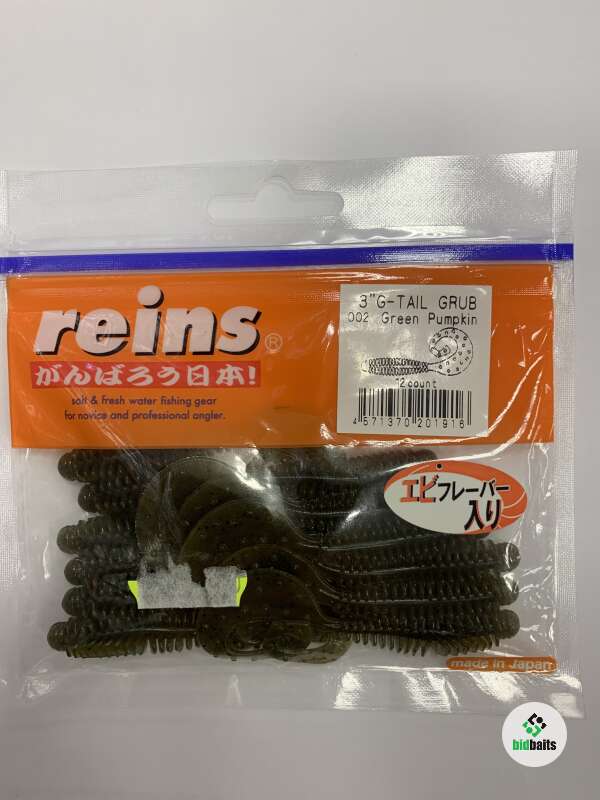 3"G-TAIL GRUB
002 Green Pumpkin
12count
4 571370 201916
reins®
がんばろう日本!
salt & fresh water fishing gear
for novice and professional angler.
エビフレーバー
入り
made in Japan
bidbaits